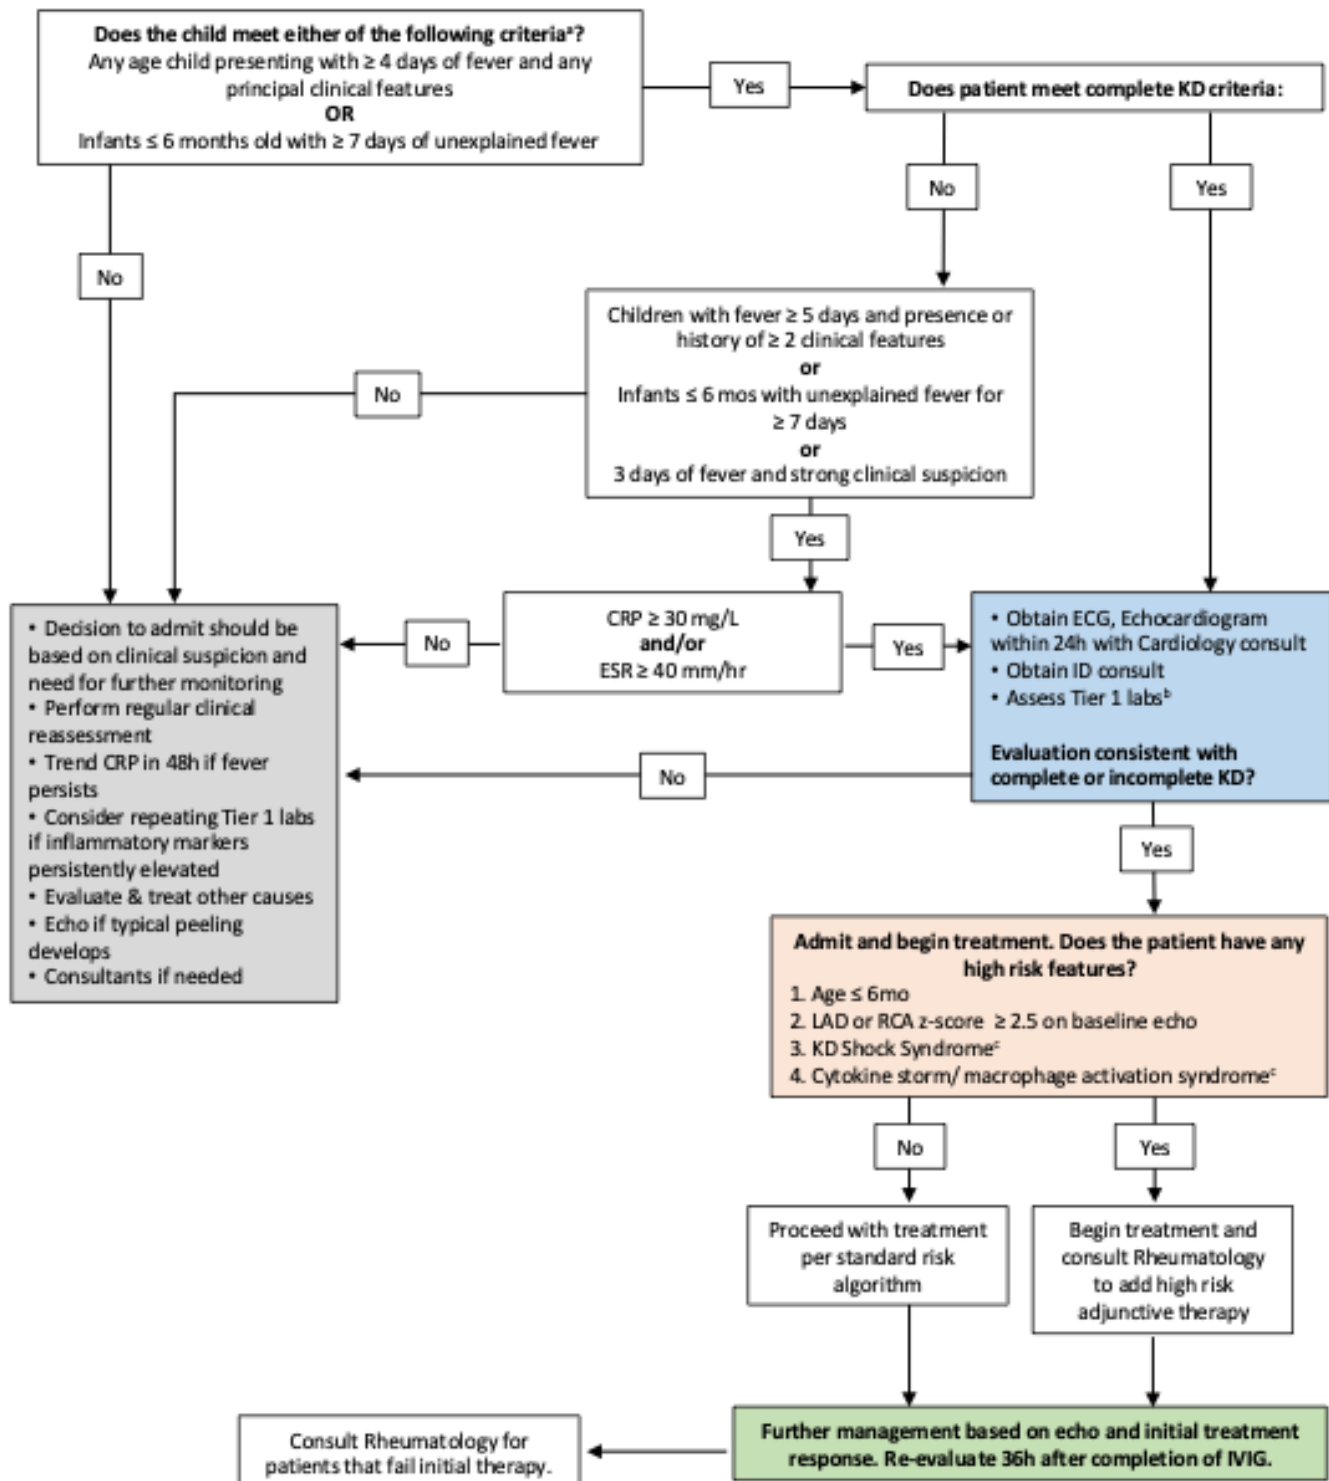 Does the child meet either of the following criteriaᵃ?
Any age child presenting with ≥ 4 days of fever and any
principal clinical features
OR
Infants ≤ 6 months old with ≥ 7 days of unexplained fever
Yes
Does patient meet complete KD criteria:
No
Yes
No
Children with fever ≥ 5 days and presence or
history of ≥ 2 clinical features
or
Infants ≤ 6 mos with unexplained fever for
≥ 7 days
or
3 days of fever and strong clinical suspicion
No
Yes
CRP ≥ 30 mg/L
and/or
ESR ≥ 40 mm/hr
No
Yes
• Decision to admit should be
based on clinical suspicion and
need for further monitoring
• Perform regular clinical
reassessment
• Trend CRP in 48h if fever
persists
• Consider repeating Tier 1 labs
if inflammatory markers
persistently elevated
• Evaluate & treat other causes
• Echo if typical peeling
develops
• Consultants if needed
• Obtain ECG, Echocardiogram
within 24h with Cardiology consult
• Obtain ID consult
• Assess Tier 1 labsᵇ
Evaluation consistent with
complete or incomplete KD?
No
Yes
Admit and begin treatment. Does the patient have any
high risk features?
1. Age ≤ 6mo
2. LAD or RCA z-score ≥ 2.5 on baseline echo
3. KD Shock Syndromeᶜ
4. Cytokine storm/ macrophage activation syndromeᶜ
No
Yes
Proceed with treatment
per standard risk
algorithm
Begin treatment and
consult Rheumatology
to add high risk
adjunctive therapy
Further management based on echo and initial treatment
response. Re-evaluate 36h after completion of IVIG.
Consult Rheumatology for
patients that fail initial therapy.